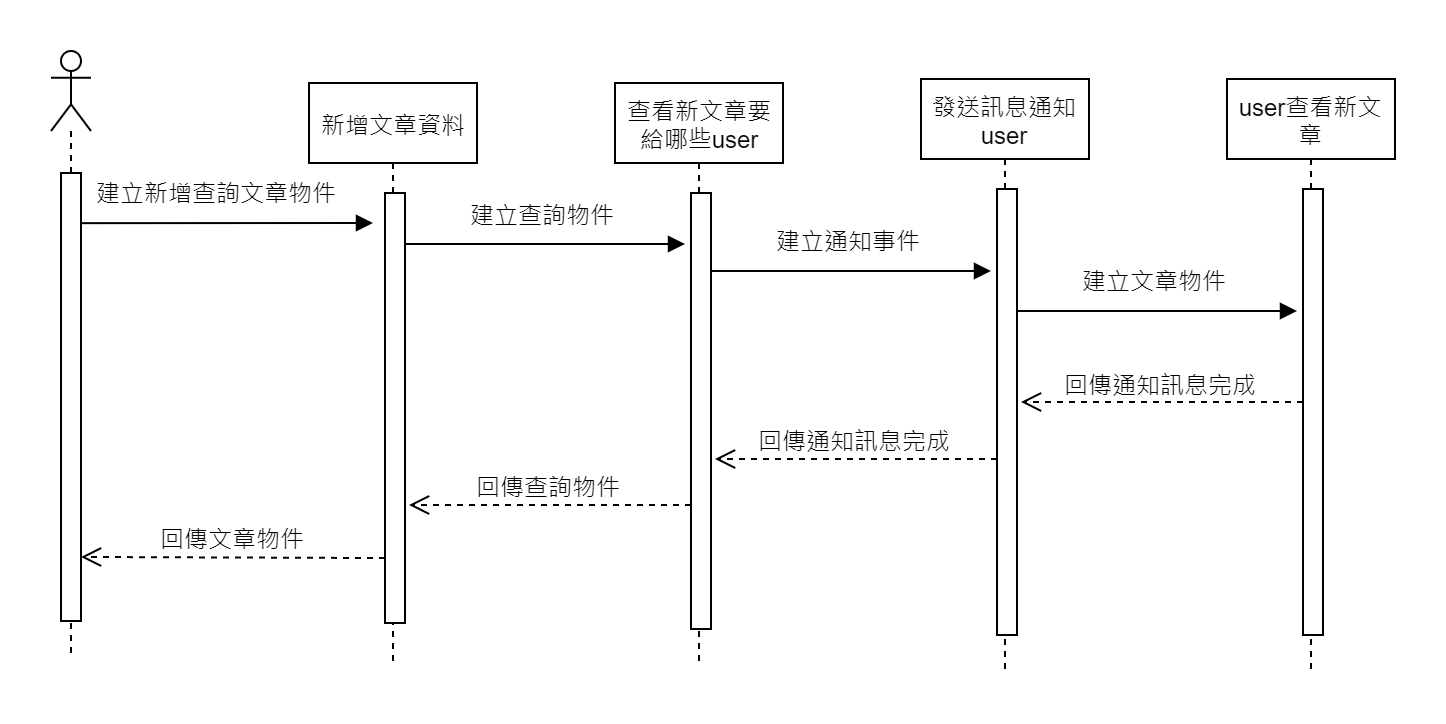 新增文章資料
查看新文章要
給哪些user
發送訊息通知
user
user查看新文
章
建立新增查詢文章物件
建立查詢物件
建立通知事件
建立文章物件
回傳通知訊息完成
回傳通知訊息完成
回傳查詢物件
回傳文章物件